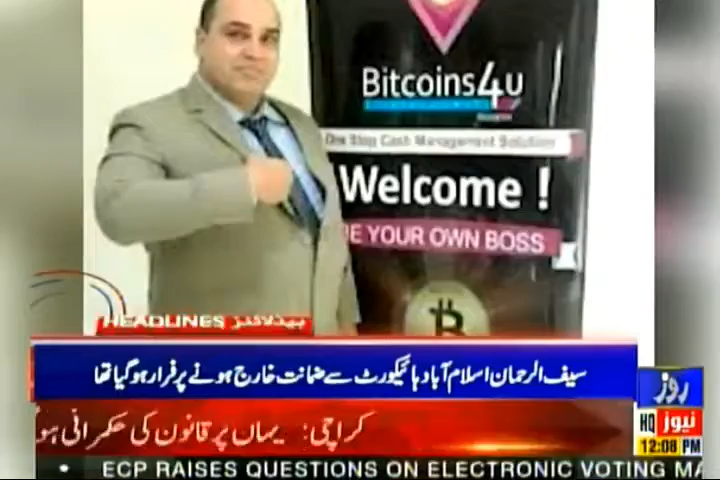 Bitcoins4u
One Stop Cash Management Solution
Welcome !
BE YOUR OWN BOSS
HEADLINES ہیڈلائنز
سیف الرحمان اسلام آباد ہائیکورٹ سے ضمانت خارج ہونے پر فرار ہو گیا تھا
روز
HQ نیوز
کراچی: یہاں پر قانون کی حکمرانی
12:08 PM
• ECP RAISES QUESTIONS ON ELECTRONIC VOTING MA